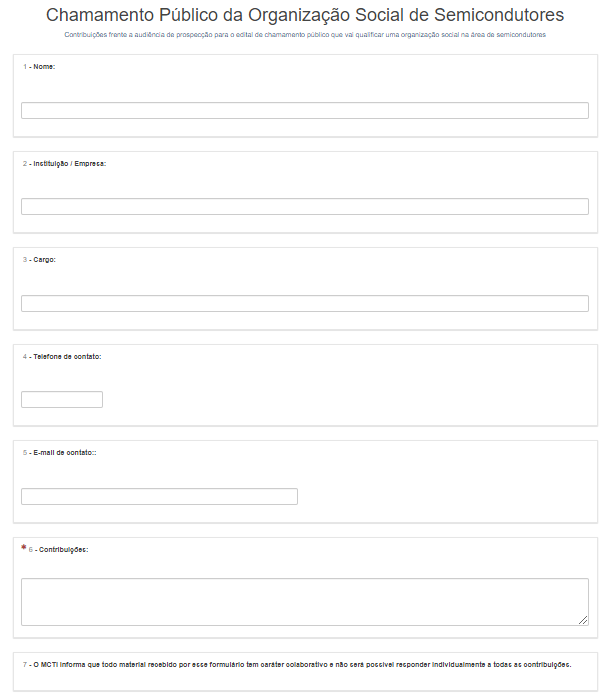 Chamamento Público da Organização Social de Semicondutores
Contribuições frente a audiência de prospecção para o edital de chamamento público que vai qualificar uma organização social na área de semicondutores
1 - Nome:
2 - Instituição / Empresa:
3 - Cargo:
4 - Telefone de contato:
5 - E-mail de contato::
* 6 - Contribuições:
7 - O MCTI informa que todo material recebido por esse formulário tem caráter colaborativo e não será possível responder individualmente a todas as contribuições.